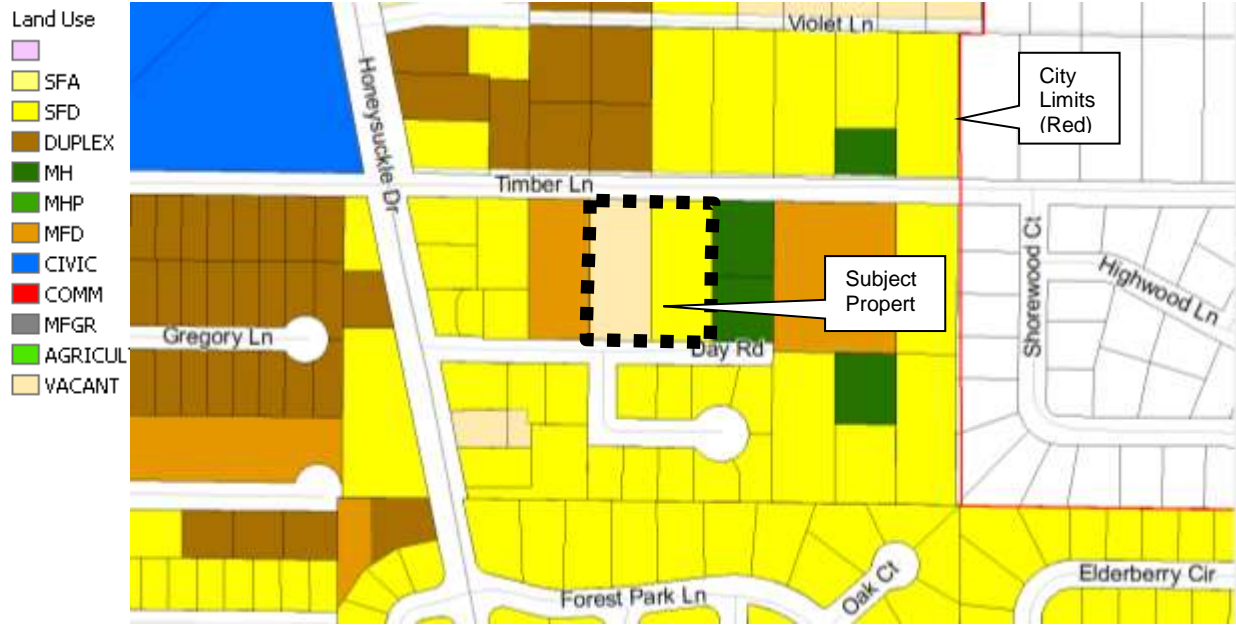 Land Use
SFA
SFD
DUPLEX
MH
MHP
MFD
CIVIC
COMM
MFGR
AGRICUL
VACANT
Violet Ln
City
Limits
(Red)
Honeysuckle Dr
Timber Ln
Subject
Propert
Shorewood Ct
Highwood Ln
Gregory Ln
Day Rd
Forest Park Ln
Oak Ct
Elderberry Cir